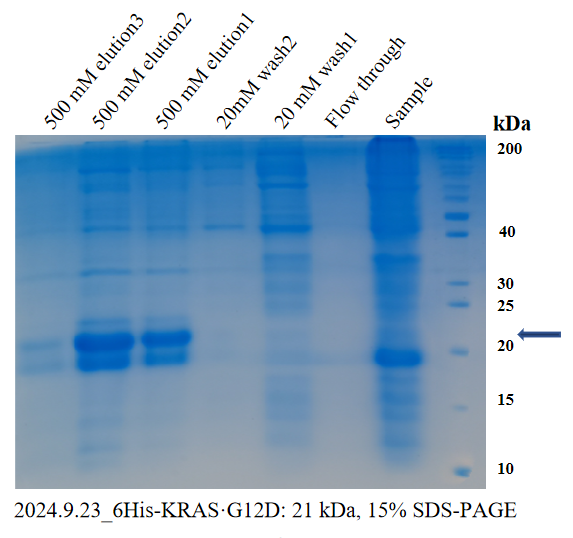 500 mM elution3
500 mM elution2
500 mM elution1
20mM wash2
20 mM wash1
Flow through
Sample
kDa
200
40
30
25
20
15
10
2024.9.23_6His-KRAS·G12D: 21 kDa, 15% SDS-PAGE